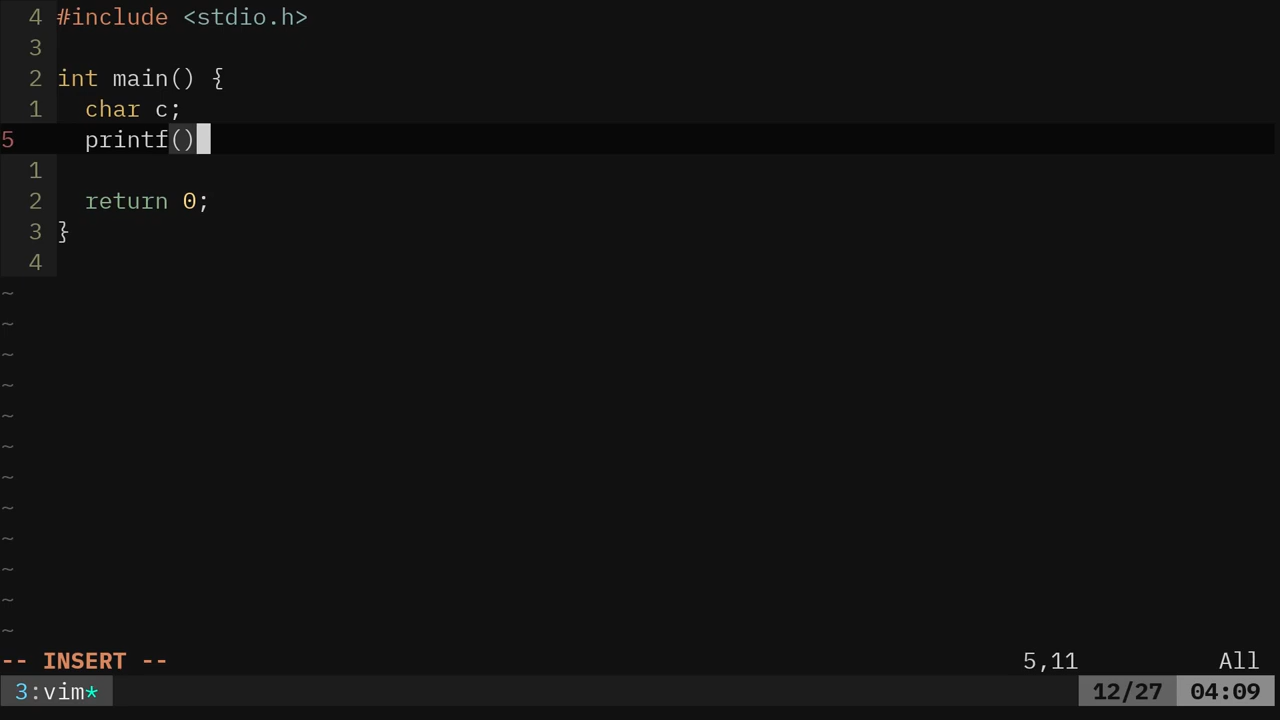 4 #include <stdio.h>
3
2 int main() {
1   char c;
5   printf()
1
2   return 0;
3 }
4
~
~
~
~
~
~
~
~
~
~
~
~
-- INSERT -- 5,11 All
3:vim* 12/27 04:09